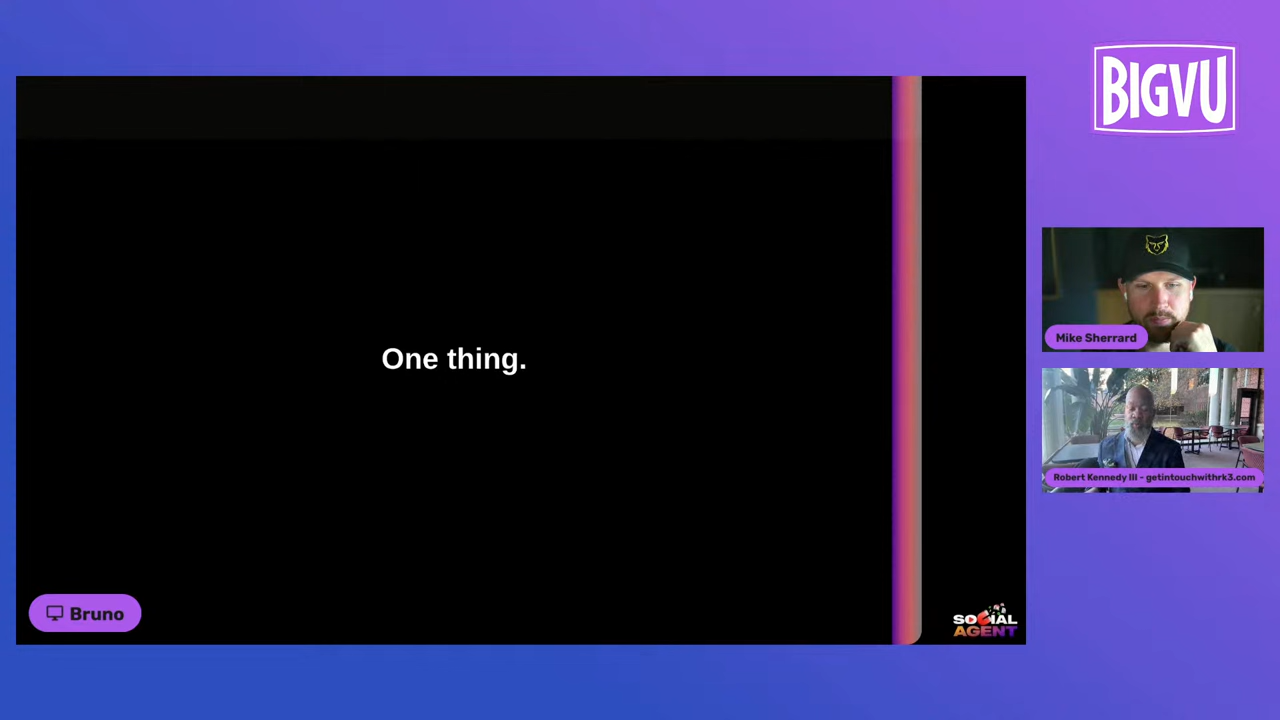 BIGVU
One thing.
Mike Sherrard
Robert Kennedy III - getintouchwithrk3.com
Bruno
SOCIAL
AGENT